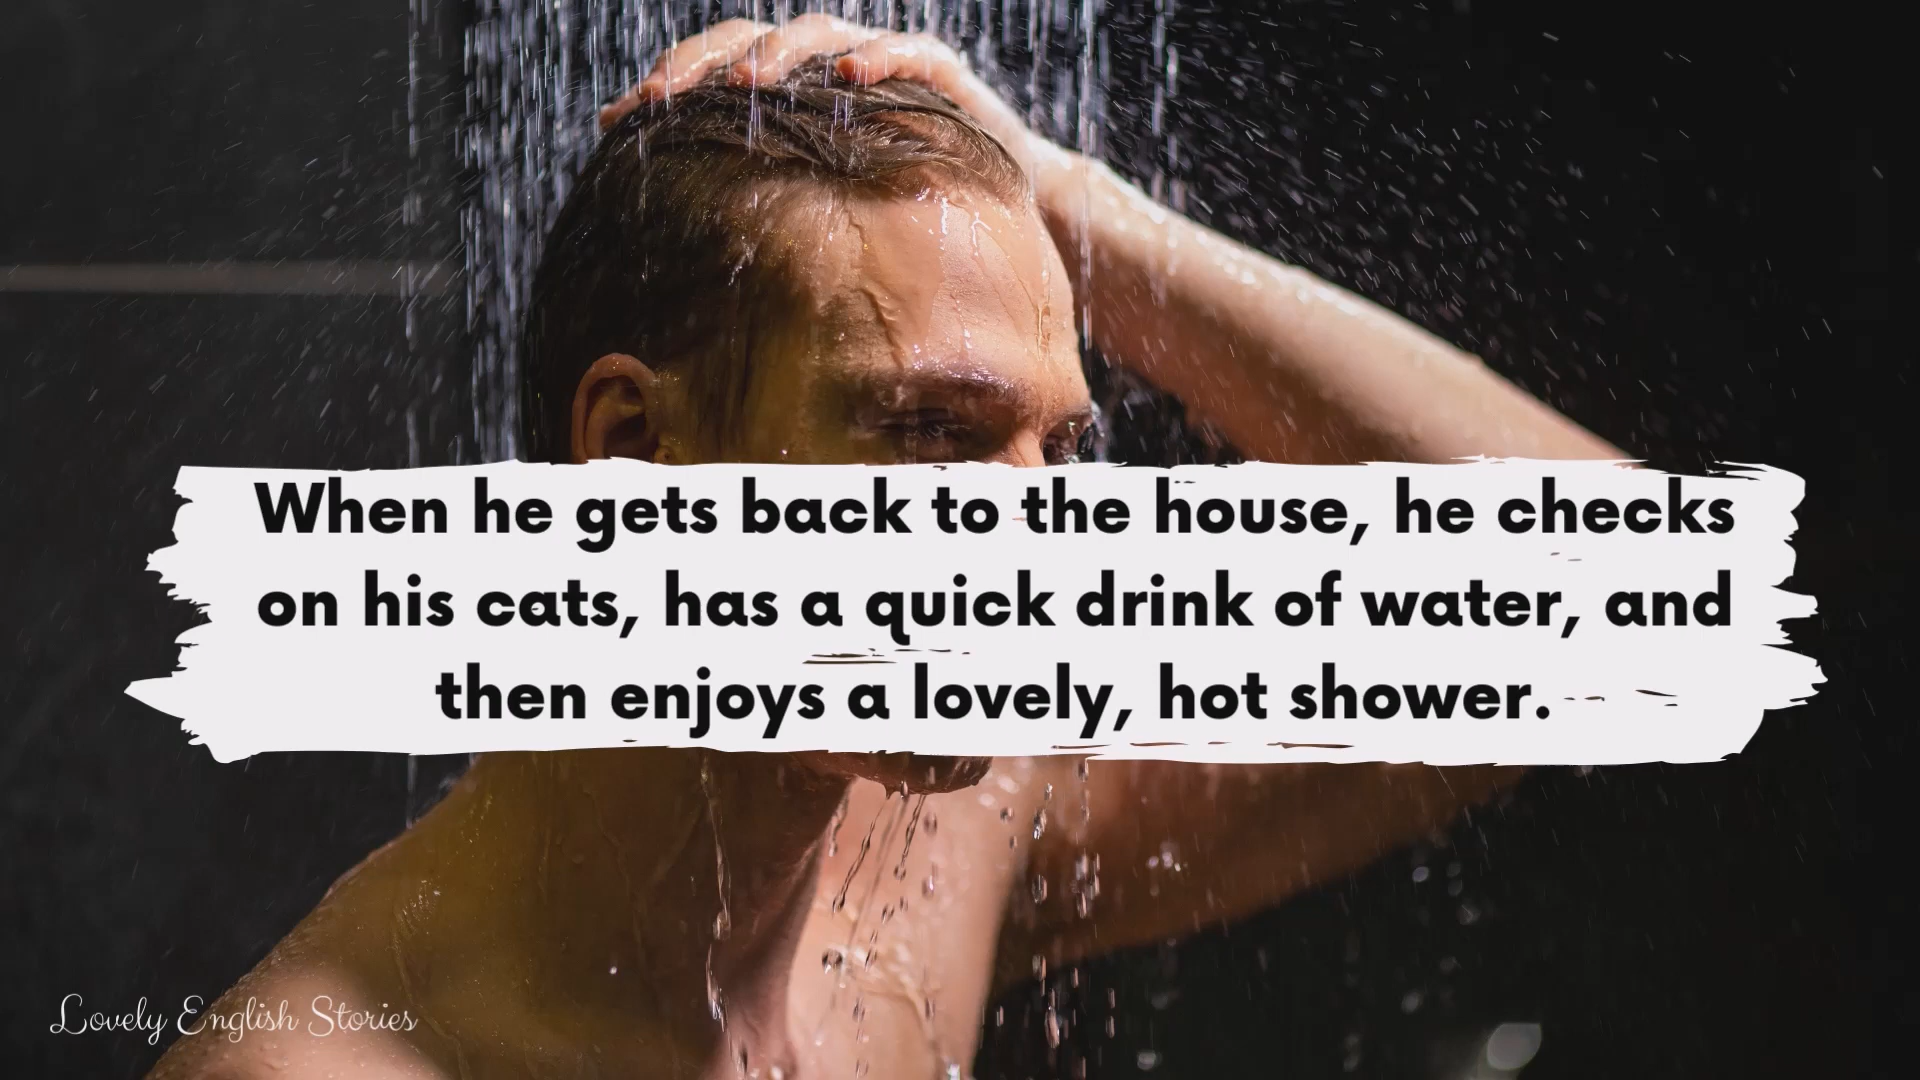 When he gets back to the house, he checks
on his cats, has a quick drink of water, and
then enjoys a lovely, hot shower.
Lovely English Stories